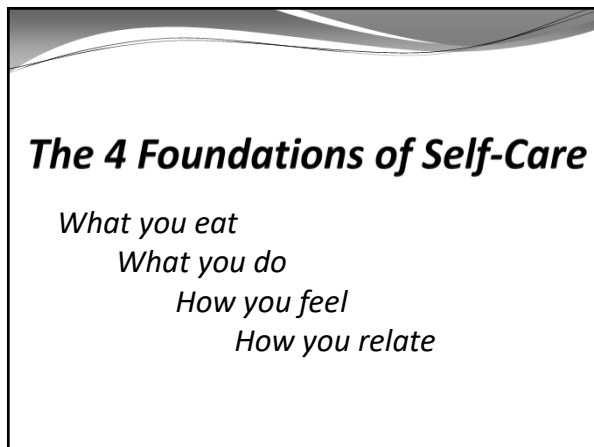 The 4 Foundations of Self-Care
What you eat
What you do
How you feel
How you relate